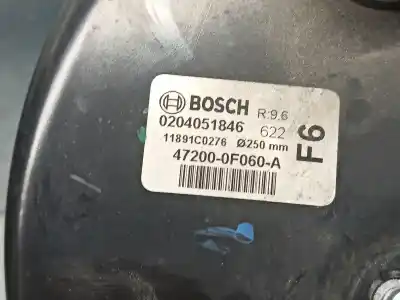 BOSCH R:9.6
0204051846 622
11891C0276 Ø250 mm
47200-0F060-A
F6